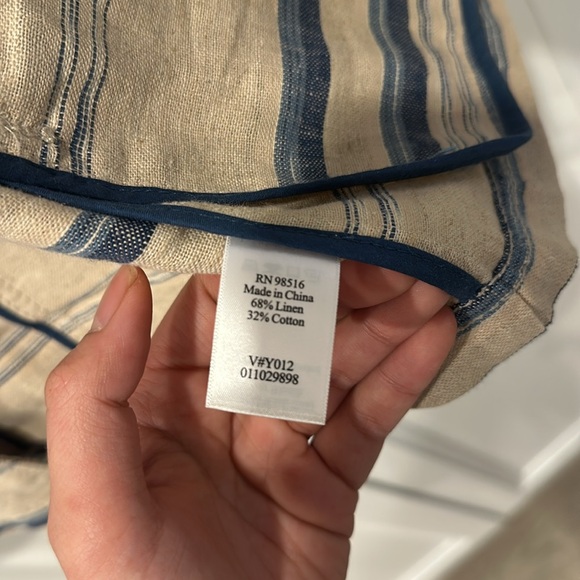 RN 98516
Made in China
68% Linen
32% Cotton
V#Y012
011029898